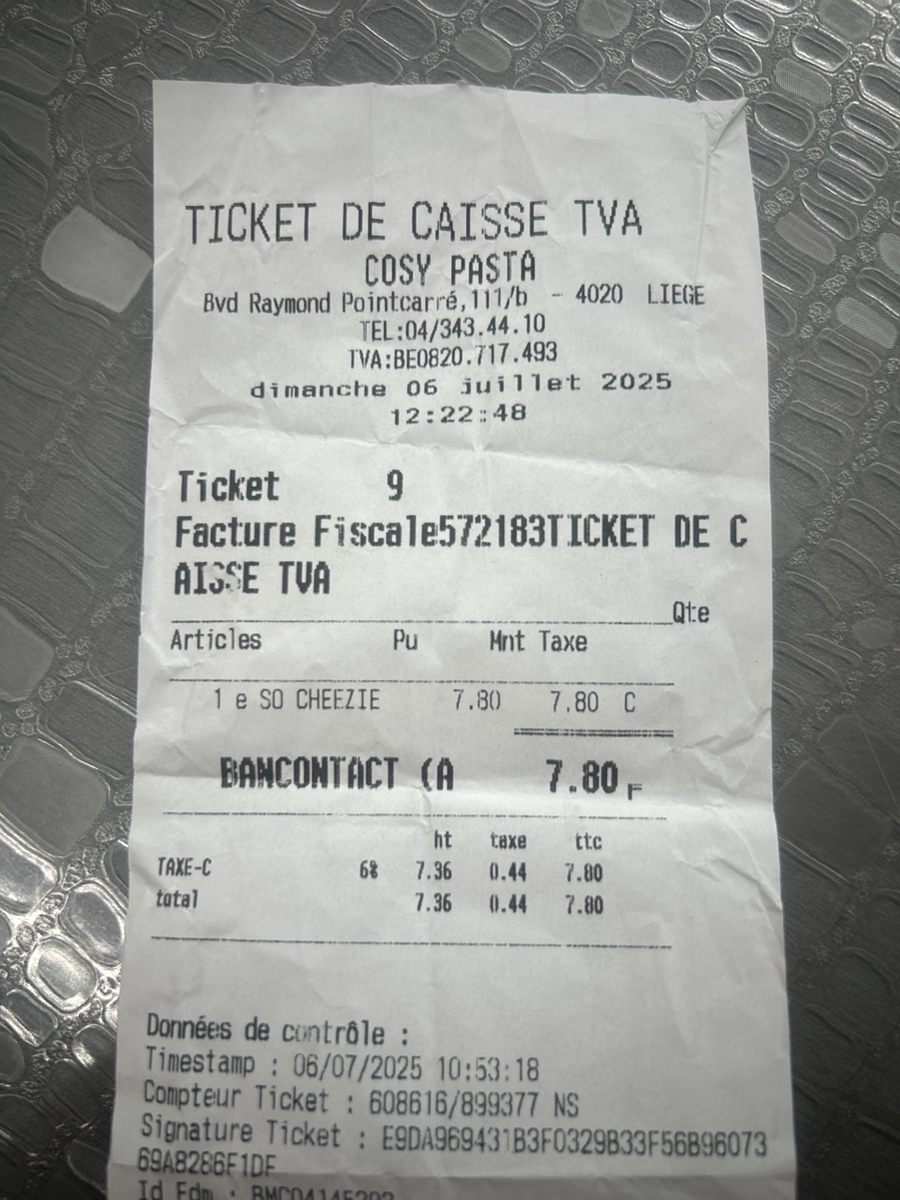 TICKET DE CAISSE TVA
COSY PASTA
Bvd Raymond Pointcarré,111/b - 4020 LIEGE
TEL:04/343.44.10
TVA:BE0820.717.493
dimanche 06 juillet 2025
12:22:48
Ticket 9
Facture Fiscale572183TICKET DE C
AISSE TVA
Qte
Articles Pu Mnt Taxe
1 e SO CHEEZIE 7.80 7.80 C
BANCONTACT (A 7.80 F
ht taxe ttc
TAXE-C 6% 7.36 0.44 7.80
total 7.36 0.44 7.80
Données de contrôle :
Timestamp : 06/07/2025 10:53:18
Compteur Ticket : 608616/899377 NS
Signature Ticket : E9DA969431B3F0329B33F56B96073
69A8286F1DF
Id Fdm :